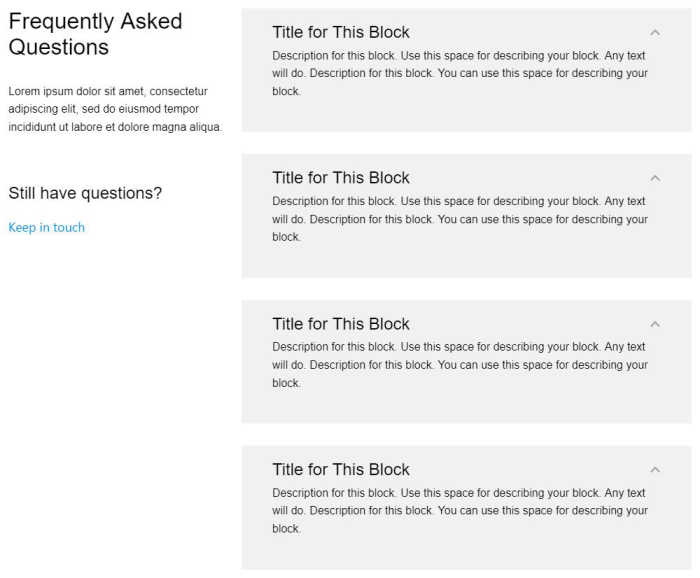 Frequently Asked
Questions
Lorem ipsum dolor sit amet, consectetur
adipiscing elit, sed do eiusmod tempor
incididunt ut labore et dolore magna aliqua.
Still have questions?
Keep in touch
Title for This Block
Description for this block. Use this space for describing your block. Any text
will do. Description for this block. You can use this space for describing your
block.
Title for This Block
Description for this block. Use this space for describing your block. Any text
will do. Description for this block. You can use this space for describing your
block.
Title for This Block
Description for this block. Use this space for describing your block. Any text
will do. Description for this block. You can use this space for describing your
block.
Title for This Block
Description for this block. Use this space for describing your block. Any text
will do. Description for this block. You can use this space for describing your
block.